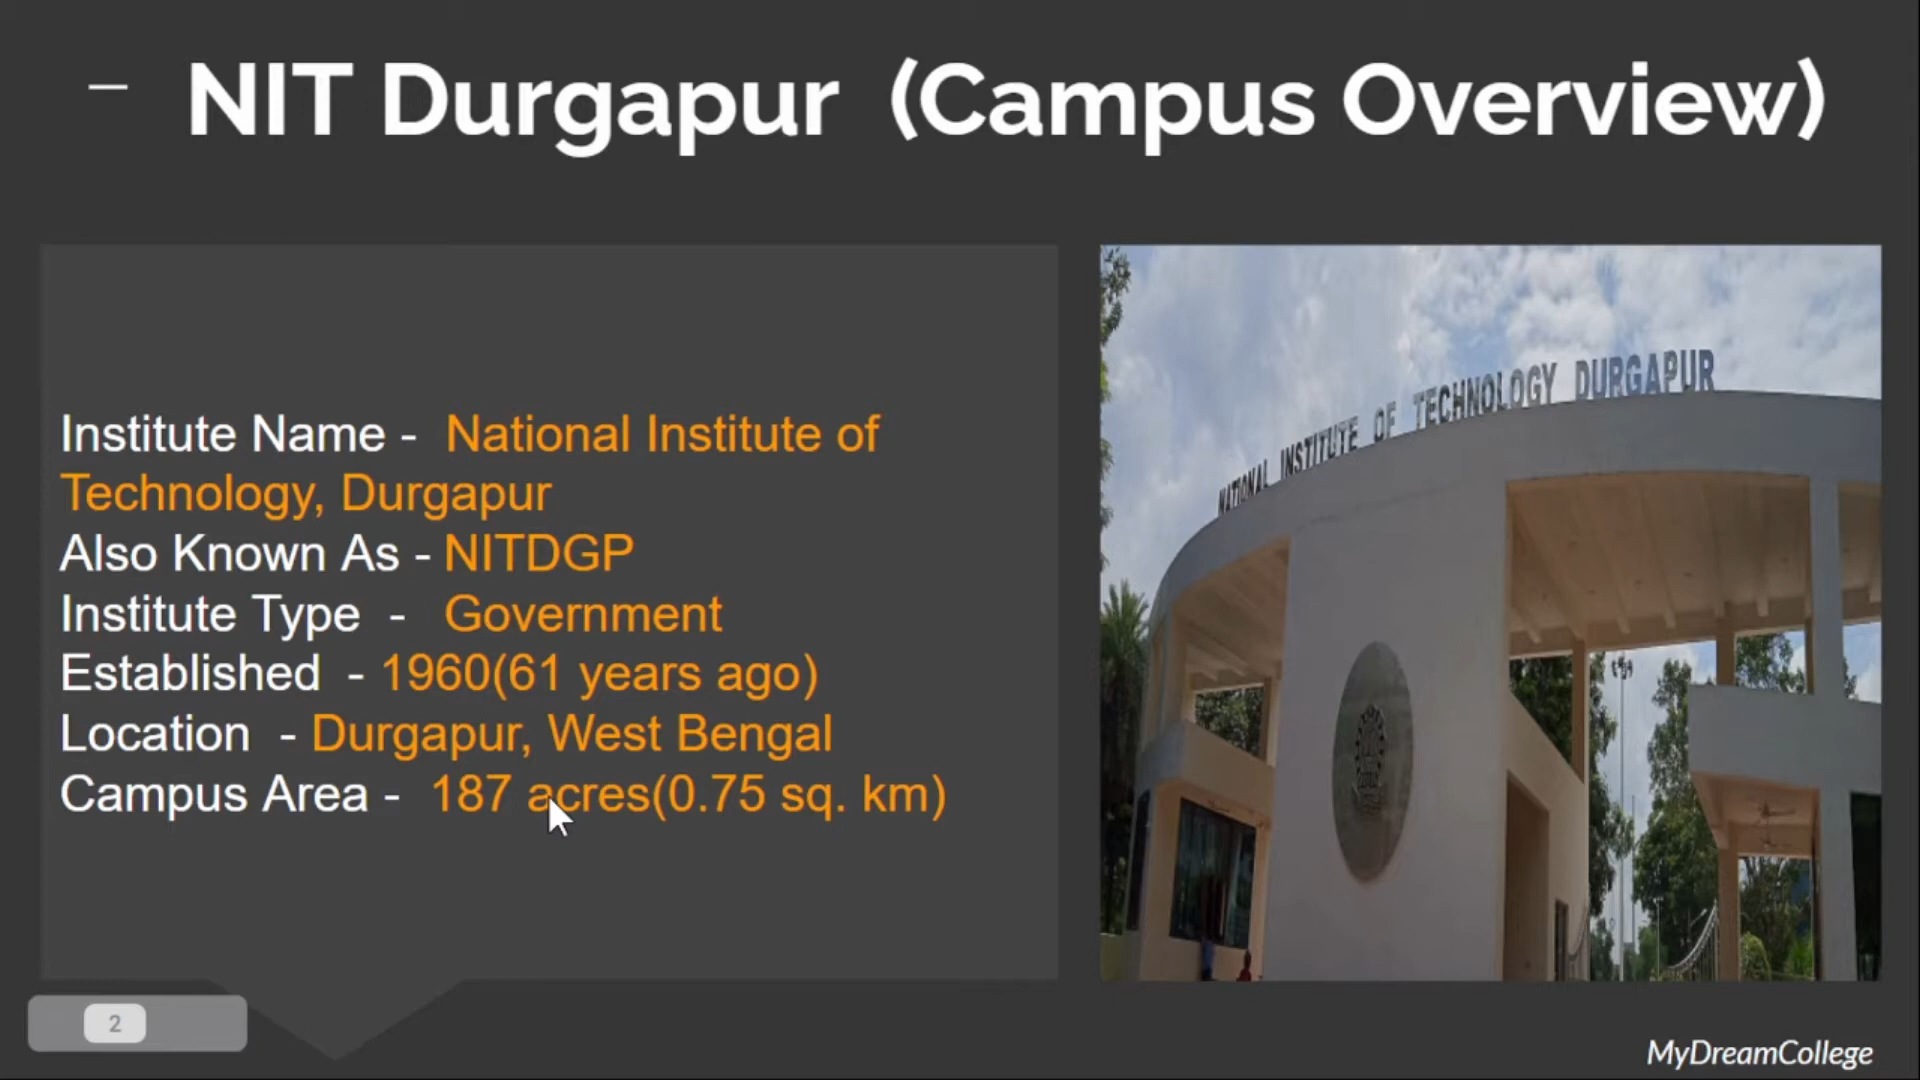 NIT Durgapur (Campus Overview)
Institute Name - National Institute of
Technology, Durgapur
Also Known As - NITDGP
Institute Type - Government
Established - 1960(61 years ago)
Location - Durgapur, West Bengal
Campus Area - 187 acres(0.75 sq. km)
NATIONAL INSTITUTE OF TECHNOLOGY DURGAPUR
2
MyDreamCollege